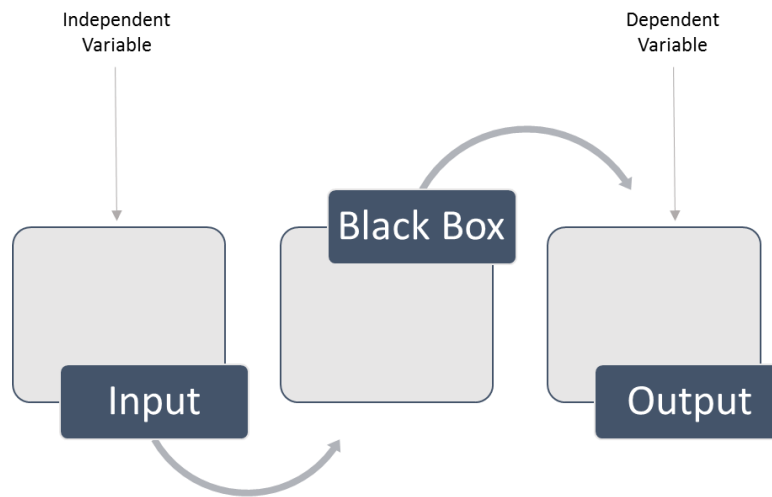 Independent
Variable
Dependent
Variable
Black Box
Input
Output